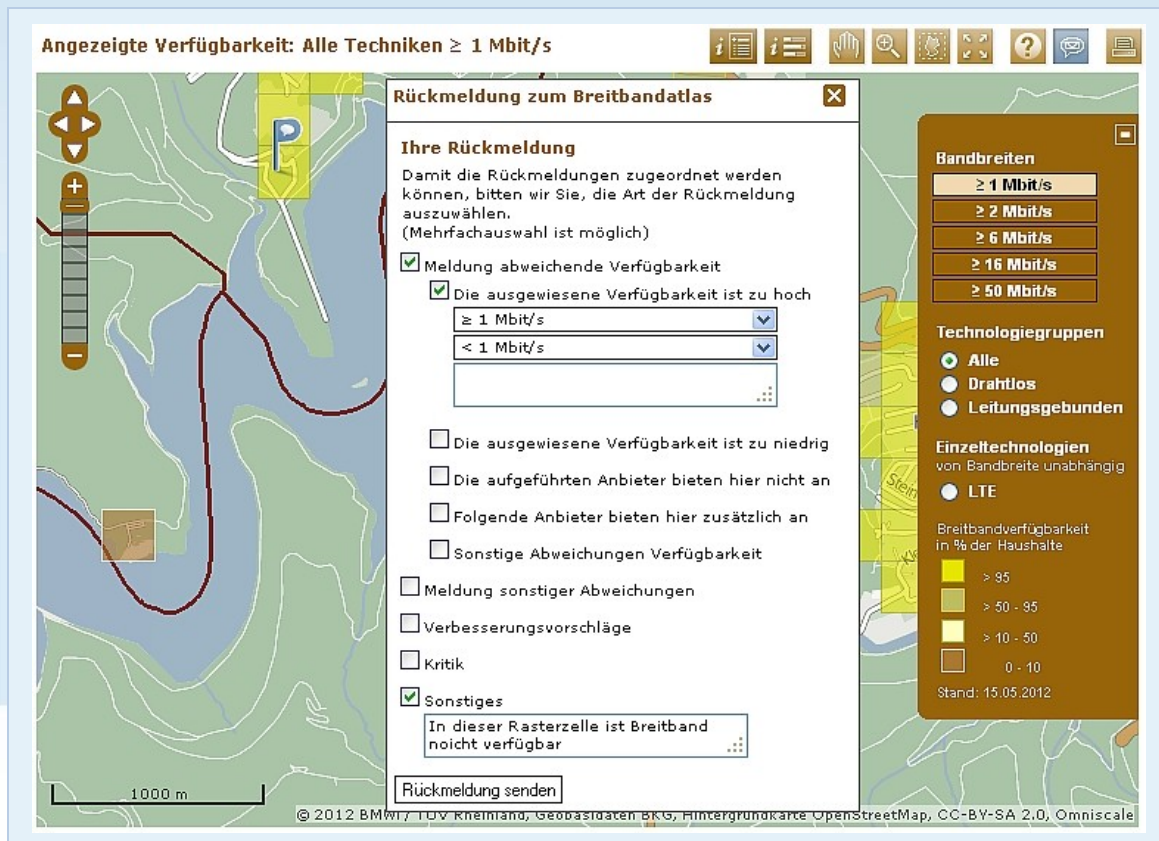 Angezeigte Verfügbarkeit: Alle Techniken ≥ 1 Mbit/s
Rückmeldung zum Breitbandatlas
Ihre Rückmeldung
Damit die Rückmeldungen zugeordnet werden
können, bitten wir Sie, die Art der Rückmeldung
auszuwählen.
(Mehrfachauswahl ist möglich)
Meldung abweichende Verfügbarkeit
Die ausgewiesene Verfügbarkeit ist zu hoch
≥ 1 Mbit/s
< 1 Mbit/s
Die ausgewiesene Verfügbarkeit ist zu niedrig
Die aufgeführten Anbieter bieten hier nicht an
Folgende Anbieter bieten hier zusätzlich an
Sonstige Abweichungen Verfügbarkeit
Meldung sonstiger Abweichungen
Verbesserungsvorschläge
Kritik
Sonstiges
In dieser Rasterzelle ist Breitband
noicht verfügbar
Rückmeldung senden
Bandbreiten
≥ 1 Mbit/s
≥ 2 Mbit/s
≥ 6 Mbit/s
≥ 16 Mbit/s
≥ 50 Mbit/s
Technologiegruppen
Alle
Drahtlos
Leitungsgebunden
Einzeltechnologien
von Bandbreite unabhängig
LTE
Breitbandverfügbarkeit
in % der Haushalte
> 95
> 50 - 95
> 10 - 50
0 - 10
Stand: 15.05.2012
1000 m
© 2012 BMWi / TÜV Rheinland, Geobasisdaten BKG, Hintergrundkarte OpenStreetMap, CC-BY-SA 2.0, Omniscale